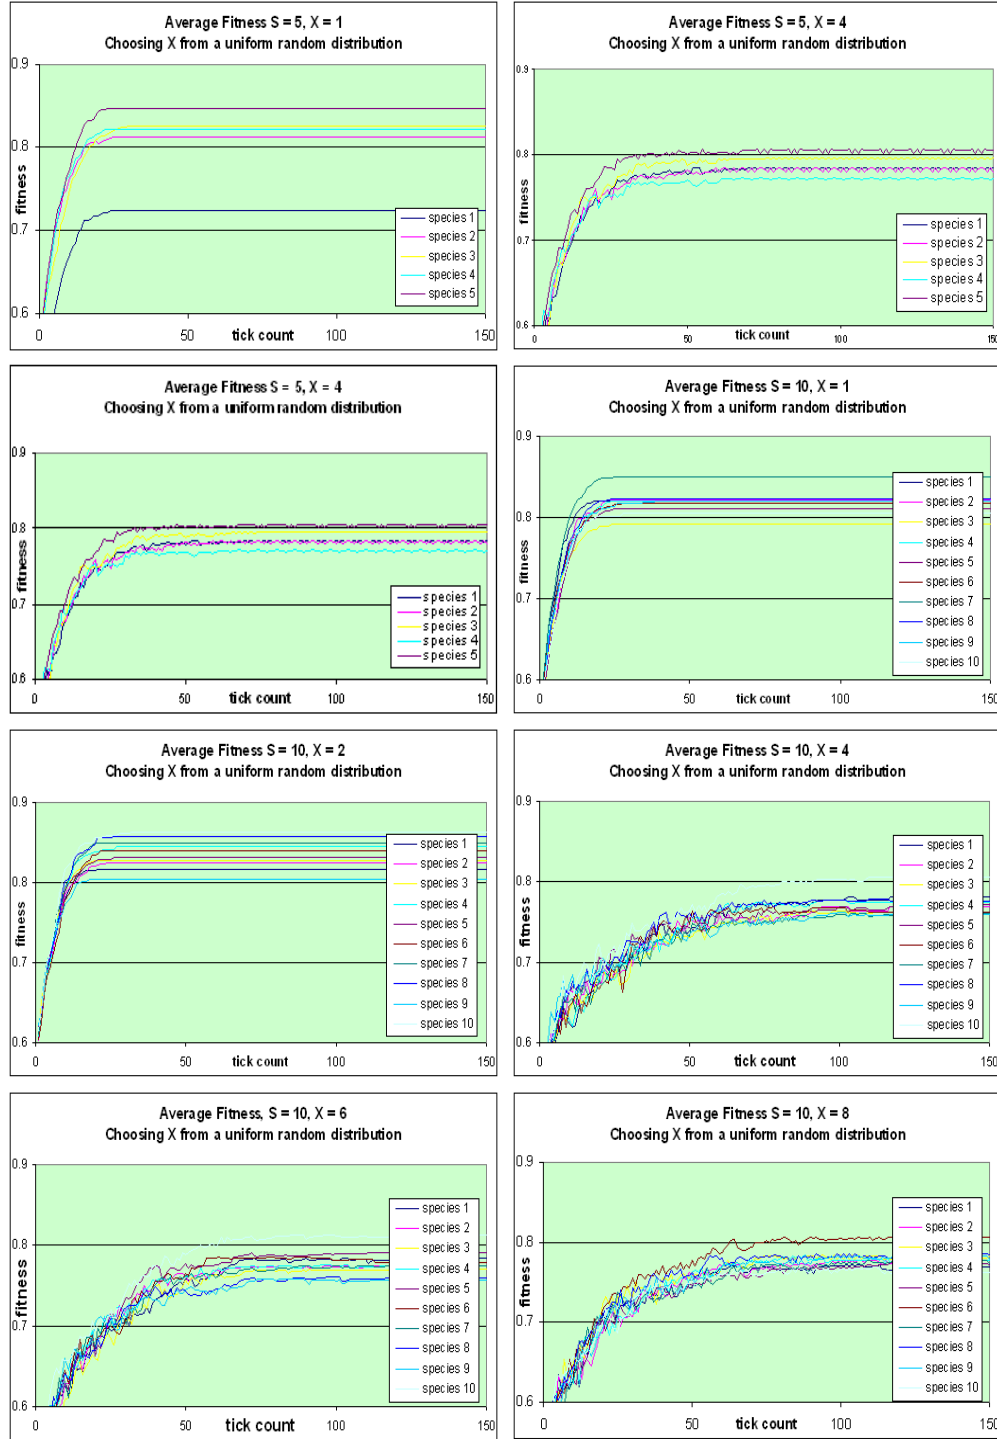 Average Fitness S = 5, X = 1
Choosing X from a uniform random distribution
0.9
0.8
0.7
0.6
fitness
0
50
100
150
tick count
species 1
species 2
species 3
species 4
species 5
Average Fitness S = 5, X = 4
Choosing X from a uniform random distribution
0.9
0.8
0.7
0.6
fitness
0
50
100
150
tick count
species 1
species 2
species 3
species 4
species 5
Average Fitness S = 5, X = 4
Choosing X from a uniform random distribution
0.9
0.8
0.7
0.6
fitness
0
50
100
150
tick count
species 1
species 2
species 3
species 4
species 5
Average Fitness S = 10, X = 1
Choosing X from a uniform random distribution
0.9
0.8
0.7
0.6
fitness
0
50
100
150
tick count
species 1
species 2
species 3
species 4
species 5
species 6
species 7
species 8
species 9
species 10
Average Fitness S = 10, X = 2
Choosing X from a uniform random distribution
0.9
0.8
0.7
0.6
fitness
0
50
100
150
tick count
species 1
species 2
species 3
species 4
species 5
species 6
species 7
species 8
species 9
species 10
Average Fitness S = 10, X = 4
Choosing X from a uniform random distribution
0.9
0.8
0.7
0.6
fitness
0
50
100
150
tick count
species 1
species 2
species 3
species 4
species 5
species 6
species 7
species 8
species 9
species 10
Average Fitness, S = 10, X = 6
Choosing X from a uniform random distribution
0.9
0.8
0.7
0.6
fitness
0
50
100
150
tick count
species 1
species 2
species 3
species 4
species 5
species 6
species 7
species 8
species 9
species 10
Average Fitness S = 10, X = 8
Choosing X from a uniform random distribution
0.9
0.8
0.7
0.6
fitness
0
50
100
150
tick count
species 1
species 2
species 3
species 4
species 5
species 6
species 7
species 8
species 9
species 10